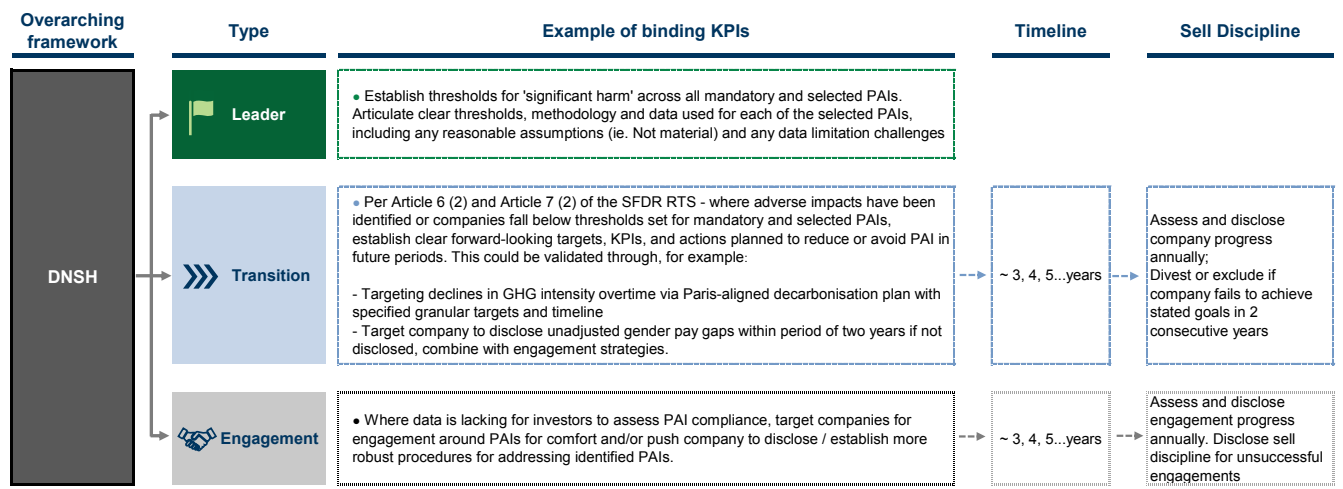 Overarching
framework
Type
Example of binding KPIs
Timeline
Sell Discipline
DNSH
Leader
● Establish thresholds for 'significant harm' across all mandatory and selected PAIs.
Articulate clear thresholds, methodology and data used for each of the selected PAIs,
including any reasonable assumptions (ie. Not material) and any data limitation challenges
Transition
● Per Article 6 (2) and Article 7 (2) of the SFDR RTS - where adverse impacts have been
identified or companies fall below thresholds set for mandatory and selected PAIs,
establish clear forward-looking targets, KPIs, and actions planned to reduce or avoid PAI in
future periods. This could be validated through, for example:
- Targeting declines in GHG intensity overtime via Paris-aligned decarbonisation plan with
specified granular targets and timeline
- Target company to disclose unadjusted gender pay gaps within period of two years if not
disclosed, combine with engagement strategies.
~ 3, 4, 5...years
Assess and disclose
company progress
annually;
Divest or exclude if
company fails to achieve
stated goals in 2
consecutive years
Engagement
● Where data is lacking for investors to assess PAI compliance, target companies for
engagement around PAIs for comfort and/or push company to disclose / establish more
robust procedures for addressing identified PAIs.
~ 3, 4, 5...years
Assess and disclose
engagement progress
annually. Disclose sell
discipline for unsuccessful
engagements